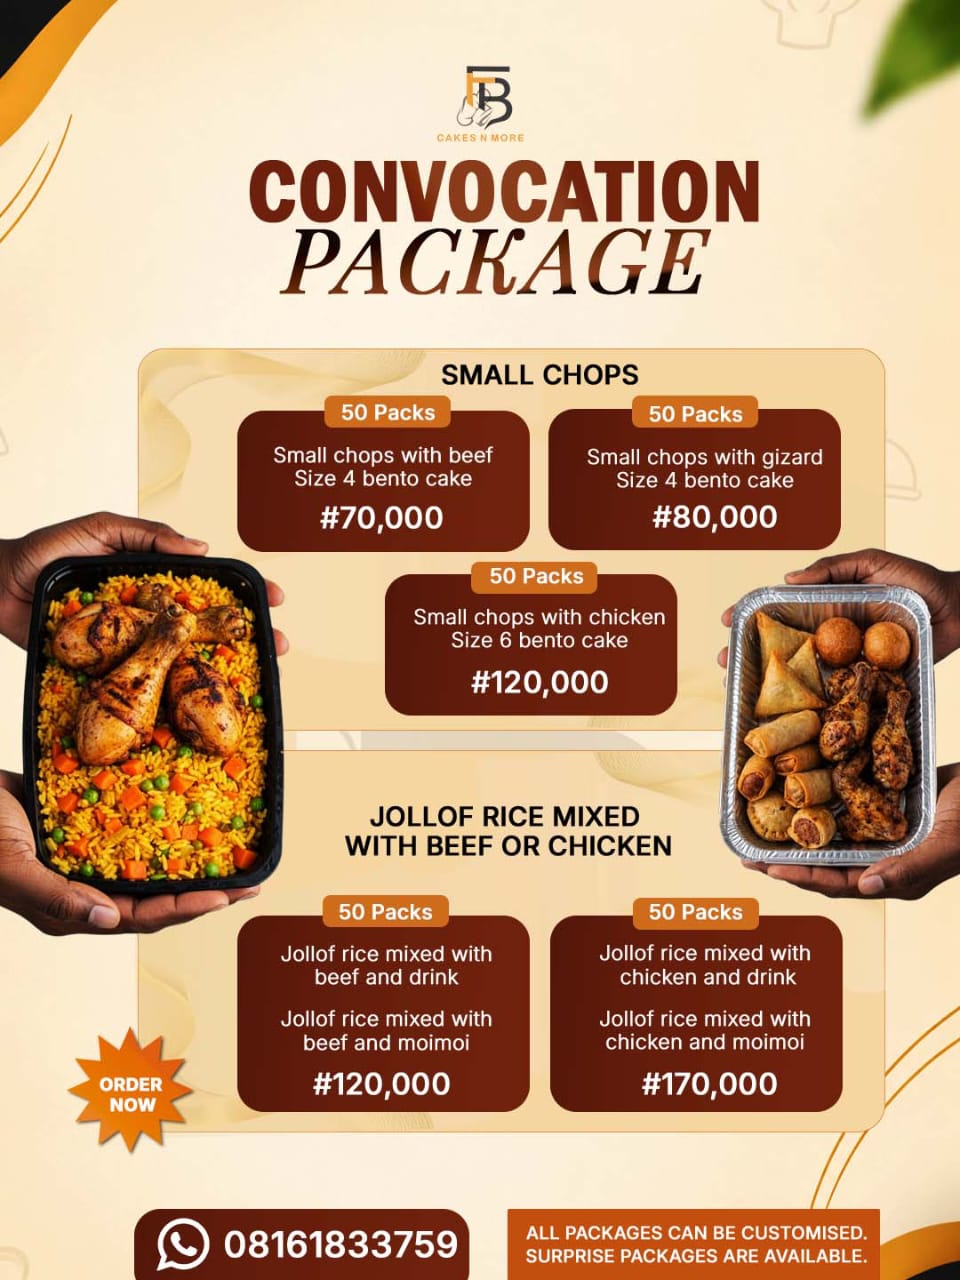 FB
CAKES N MORE
CONVOCATION
PACKAGE
SMALL CHOPS
50 Packs
Small chops with beef
Size 4 bento cake
#70,000
50 Packs
Small chops with gizard
Size 4 bento cake
#80,000
50 Packs
Small chops with chicken
Size 6 bento cake
#120,000
JOLLOF RICE MIXED
WITH BEEF OR CHICKEN
50 Packs
Jollof rice mixed with
beef and drink
Jollof rice mixed with
beef and moimoi
#120,000
50 Packs
Jollof rice mixed with
chicken and drink
Jollof rice mixed with
chicken and moimoi
#170,000
ORDER
NOW
08161833759
ALL PACKAGES CAN BE CUSTOMISED.
SURPRISE PACKAGES ARE AVAILABLE.